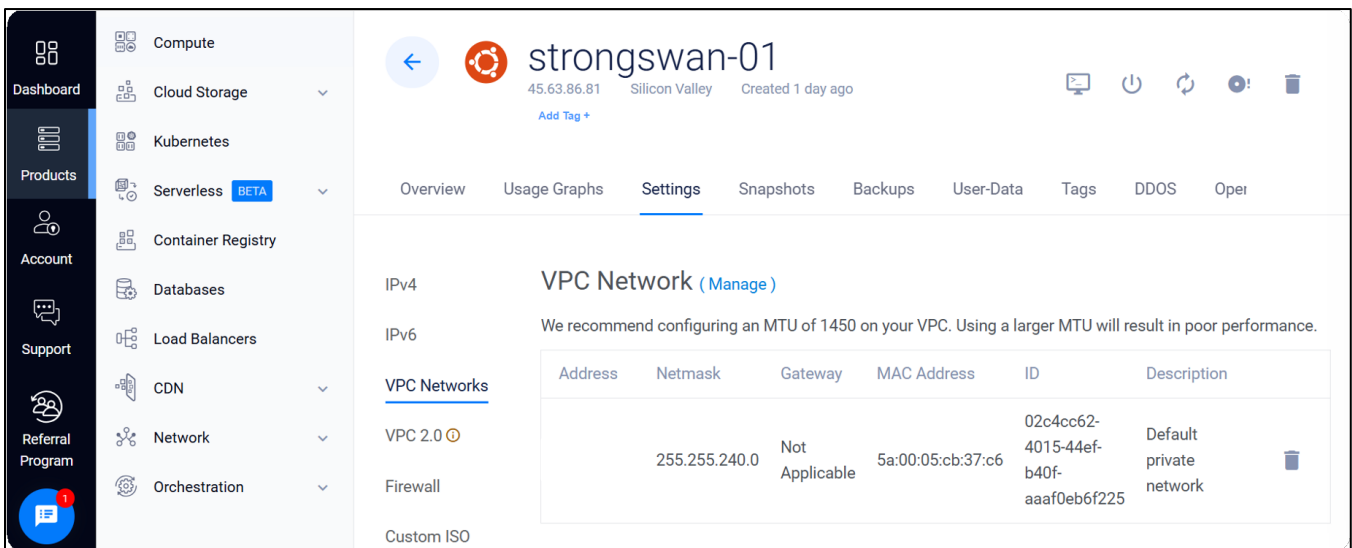 Dashboard
Products
Account
Support
Referral
Program
1
Compute
Cloud Storage
Kubernetes
Serverless BETA
Container Registry
Databases
Load Balancers
CDN
Network
Orchestration
strongswan-01
45.63.86.81 Silicon Valley Created 1 day ago
Add Tag +
Overview Usage Graphs Settings Snapshots Backups User-Data Tags DDOS Oper
IPv4
IPv6
VPC Networks
VPC 2.0
Firewall
Custom ISO
VPC Network ( Manage )
We recommend configuring an MTU of 1450 on your VPC. Using a larger MTU will result in poor performance.
Address Netmask Gateway MAC Address ID Description
255.255.240.0
Not
Applicable
5a:00:05:cb:37:c6
02c4cc62-
4015-44ef-
b40f-
aaaf0eb6f225
Default
private
network